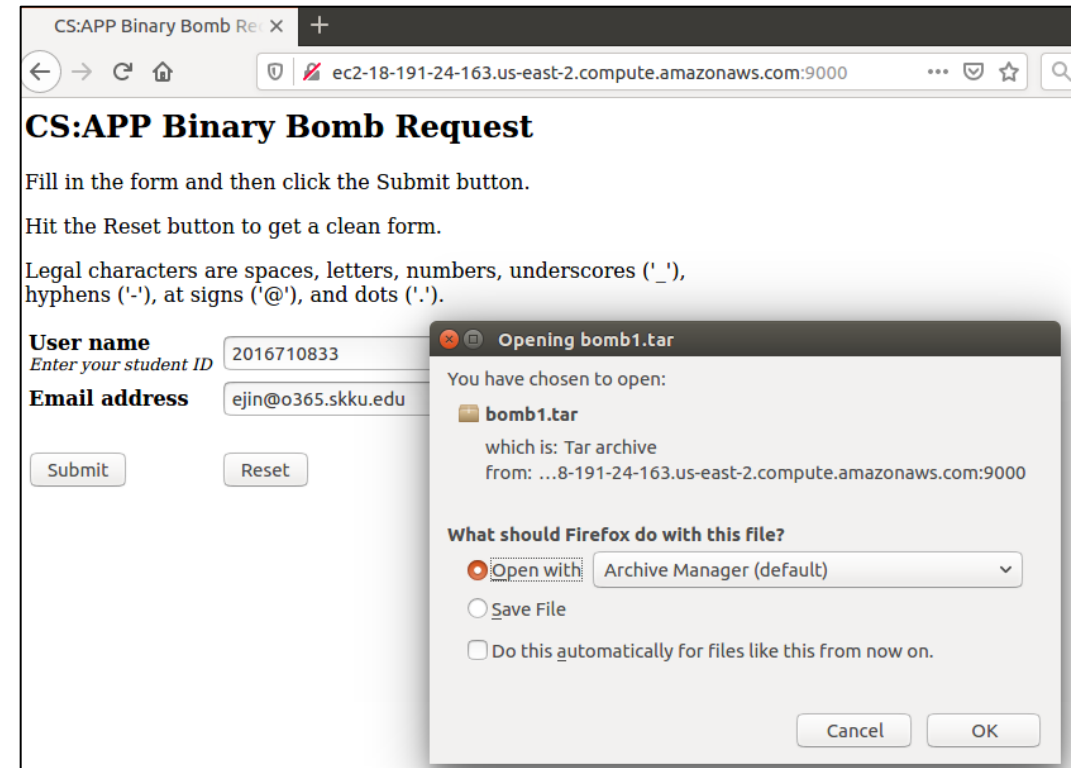 CS:APP Binary Bomb Re
ec2-18-191-24-163.us-east-2.compute.amazonaws.com:9000
CS:APP Binary Bomb Request
Fill in the form and then click the Submit button.
Hit the Reset button to get a clean form.
Legal characters are spaces, letters, numbers, underscores ('_'),
hyphens ('-'), at signs ('@'), and dots ('.').
User name
Enter your student ID
2016710833
Email address
ejin@o365.skku.edu
Submit
Reset
Opening bomb1.tar
You have chosen to open:
bomb1.tar
which is: Tar archive
from: …8-191-24-163.us-east-2.compute.amazonaws.com:9000
What should Firefox do with this file?
Open with
Archive Manager (default)
Save File
Do this automatically for files like this from now on.
Cancel
OK